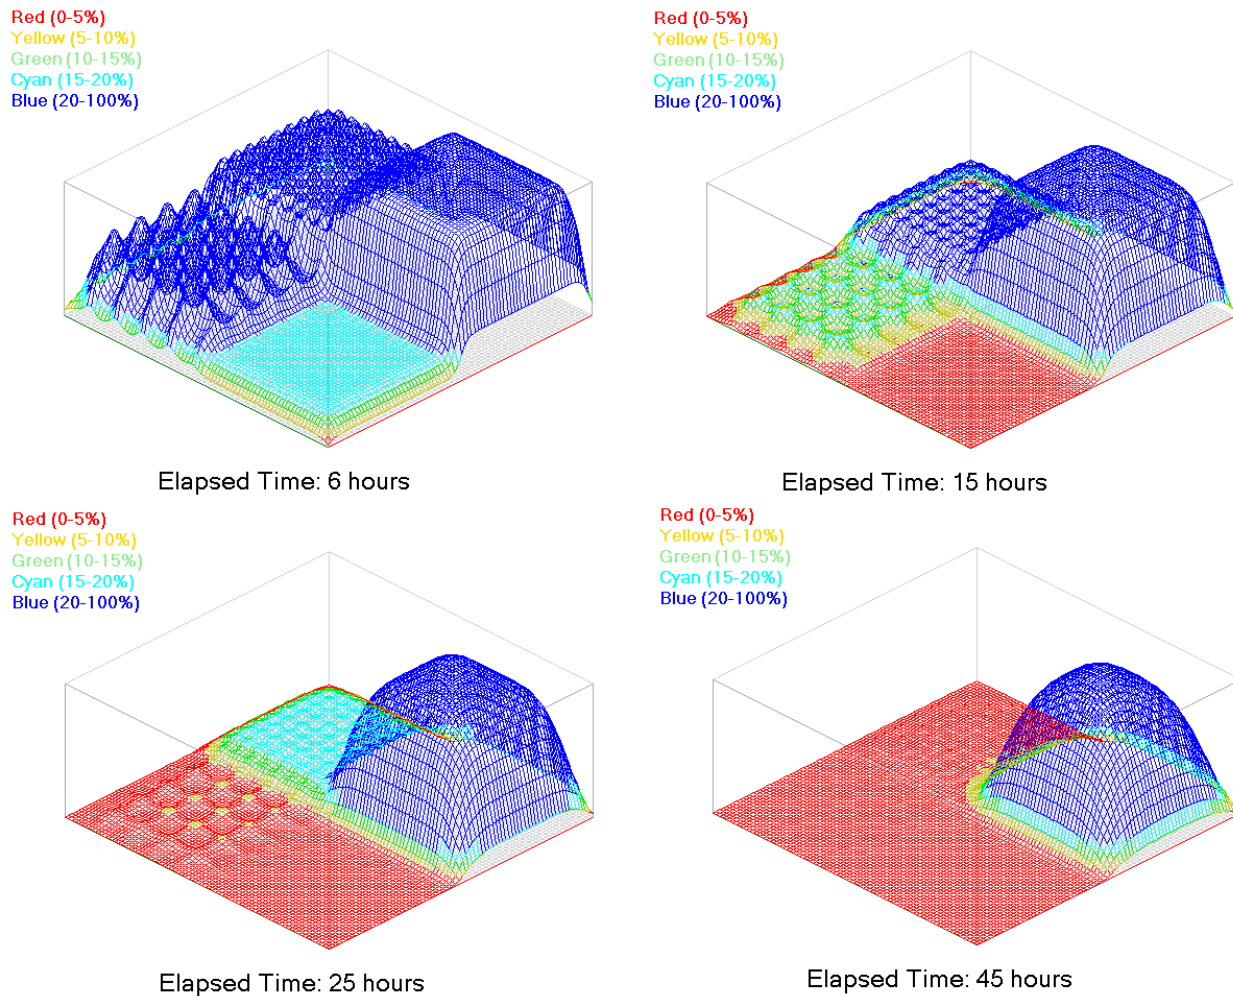 Red (0-5%)
Yellow (5-10%)
Green (10-15%)
Cyan (15-20%)
Blue (20-100%)
Elapsed Time: 6 hours
Red (0-5%)
Yellow (5-10%)
Green (10-15%)
Cyan (15-20%)
Blue (20-100%)
Elapsed Time: 15 hours
Red (0-5%)
Yellow (5-10%)
Green (10-15%)
Cyan (15-20%)
Blue (20-100%)
Elapsed Time: 25 hours
Red (0-5%)
Yellow (5-10%)
Green (10-15%)
Cyan (15-20%)
Blue (20-100%)
Elapsed Time: 45 hours